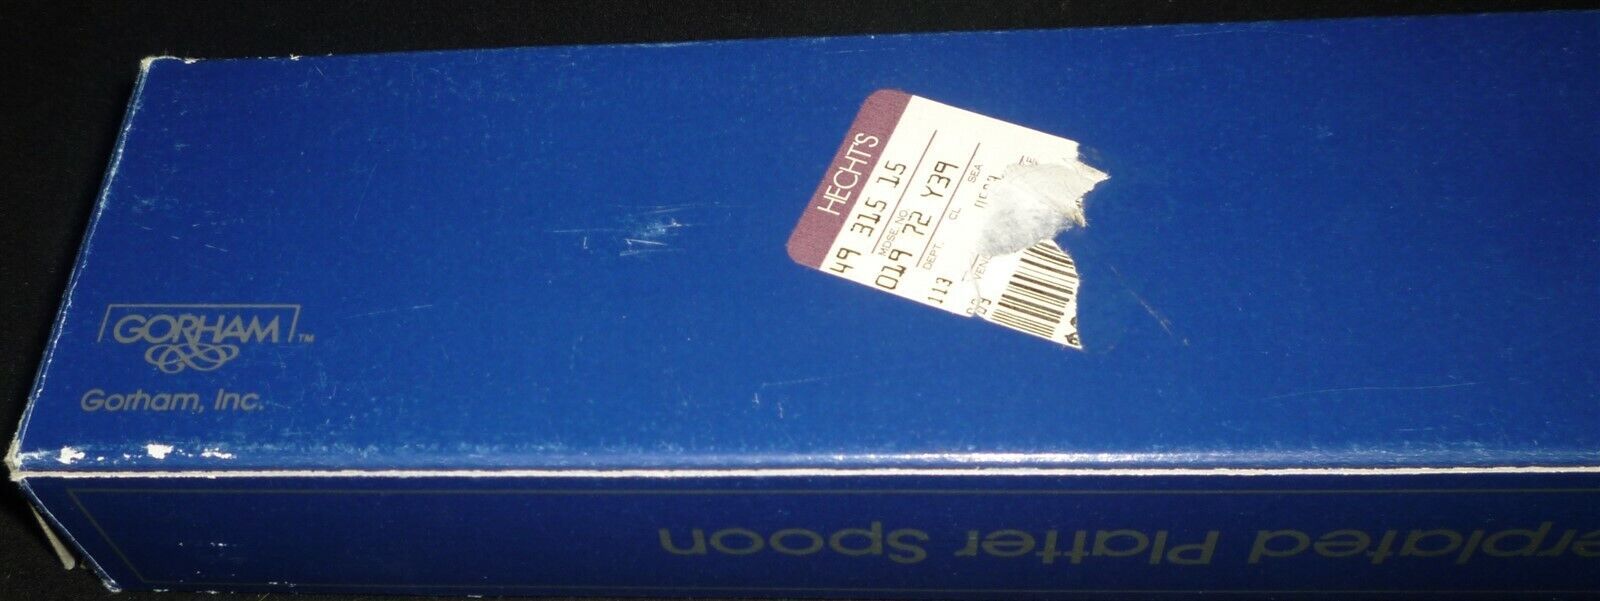 GORHAM™
Gorham, Inc.
HECHT'S
49 315 15
MDSE. NO.
019 72 Y39
DEPT. CL SEA
113
erplated Platter Spoon